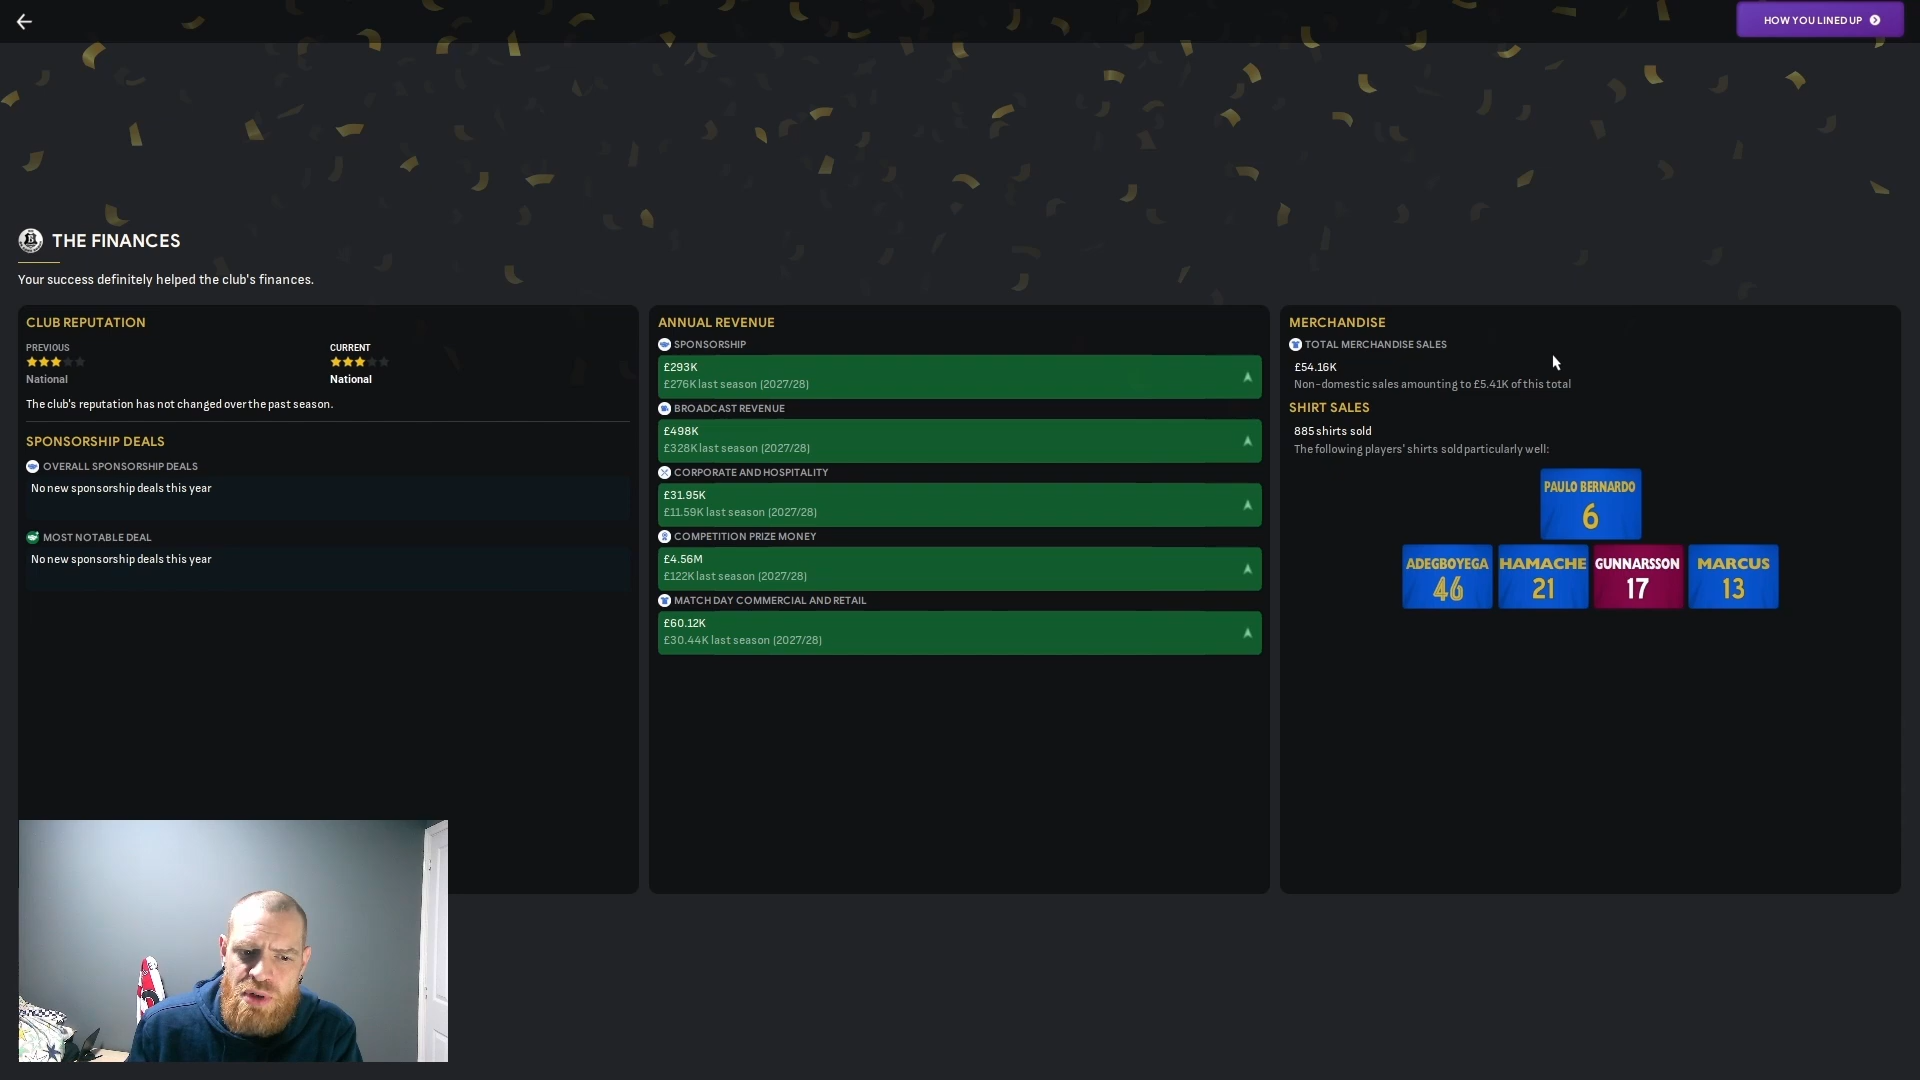 HOW YOU LINED UP
THE FINANCES
Your success definitely helped the club's finances.
CLUB REPUTATION
PREVIOUS
CURRENT
National
National
The club's reputation has not changed over the past season.
SPONSORSHIP DEALS
OVERALL SPONSORSHIP DEALS
No new sponsorship deals this year
MOST NOTABLE DEAL
No new sponsorship deals this year
ANNUAL REVENUE
SPONSORSHIP
£293K
£276K last season (2027/28)
BROADCAST REVENUE
£498K
£328K last season (2027/28)
CORPORATE AND HOSPITALITY
£31.95K
£11.59K last season (2027/28)
COMPETITION PRIZE MONEY
£4.56M
£122K last season (2027/28)
MATCH DAY COMMERCIAL AND RETAIL
£60.12K
£30.44K last season (2027/28)
MERCHANDISE
TOTAL MERCHANDISE SALES
£54.16K
Non-domestic sales amounting to £5.41K of this total
SHIRT SALES
885 shirts sold
The following players' shirts sold particularly well:
PAULO BERNARDO
6
ADEGBOYEGA
46
HAMACHE
21
GUNNARSSON
17
MARCUS
13